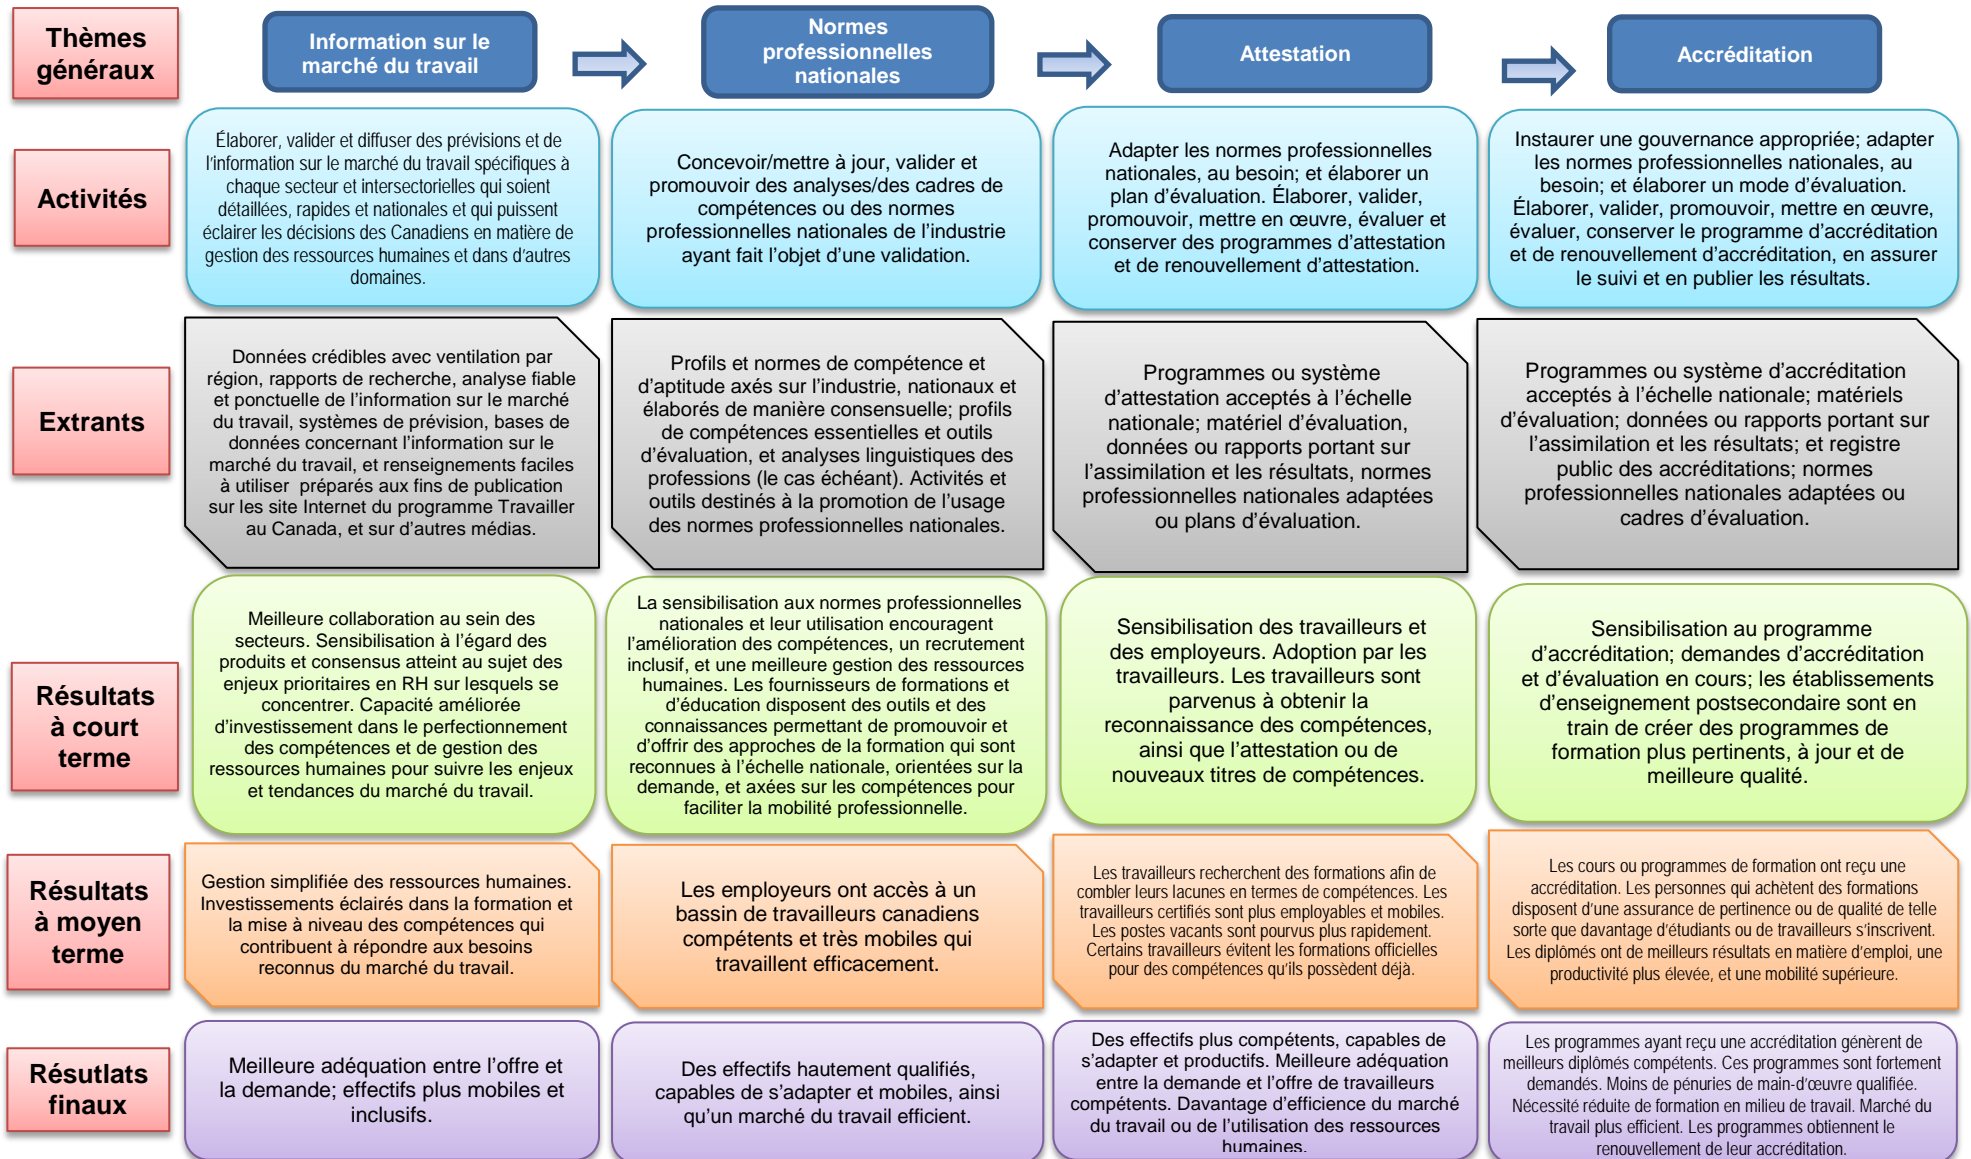 Thèmes
généraux
Information sur le
marché du travail
Normes
professionnelles
nationales
Attestation
Accréditation
Activités
Élaborer, valider et diffuser des prévisions et de
l'information sur le marché du travail spécifiques à
chaque secteur et intersectorielles qui soient
détaillées, rapides et nationales et qui puissent
éclairer les décisions des Canadiens en matière de
gestion des ressources humaines et dans d'autres
domaines.
Concevoir/mettre à jour, valider et
promouvoir des analyses/des cadres de
compétences ou des normes
professionnelles nationales de l'industrie
ayant fait l'objet d'une validation.
Adapter les normes professionnelles
nationales, au besoin; et élaborer un
plan d'évaluation. Élaborer, valider,
promouvoir, mettre en œuvre, évaluer et
conserver des programmes d'attestation
et de renouvellement d'attestation.
Instaurer une gouvernance appropriée; adapter
les normes professionnelles nationales, au
besoin; et élaborer un mode d'évaluation.
Élaborer, valider, promouvoir, mettre en œuvre,
évaluer, conserver le programme d'accréditation
et de renouvellement d'accréditation, en assurer
le suivi et en publier les résultats.
Extrants
Données crédibles avec ventilation par
région, rapports de recherche, analyse fiable
et ponctuelle de l'information sur le marché
du travail, systèmes de prévision, bases de
données concernant l'information sur le
marché du travail, et renseignements faciles
à utiliser préparés aux fins de publication
sur les site Internet du programme Travailler
au Canada, et sur d'autres médias.
Profils et normes de compétence et
d'aptitude axés sur l'industrie, nationaux et
élaborés de manière consensuelle; profils
de compétences essentielles et outils
d'évaluation, et analyses linguistiques des
professions (le cas échéant). Activités et
outils destinés à la promotion de l'usage
des normes professionnelles nationales.
Programmes ou système
d'attestation acceptés à l'échelle
nationale; matériel d'évaluation,
données ou rapports portant sur
l'assimilation et les résultats, normes
professionnelles nationales adaptées
ou plans d'évaluation.
Programmes ou système d'accréditation
acceptés à l'échelle nationale; matériels
d'évaluation; données ou rapports portant sur
l'assimilation et les résultats; et registre
public des accréditations; normes
professionnelles nationales adaptées ou
cadres d'évaluation.
Résultats
à court
terme
Meilleure collaboration au sein des
secteurs. Sensibilisation à l'égard des
produits et consensus atteint au sujet des
enjeux prioritaires en RH sur lesquels se
concentrer. Capacité améliorée
d'investissement dans le perfectionnement
des compétences et de gestion des
ressources humaines pour suivre les enjeux
et tendances du marché du travail.
La sensibilisation aux normes professionnelles
nationales et leur utilisation encouragent
l'amélioration des compétences, un recrutement
inclusif, et une meilleure gestion des ressources
humaines. Les fournisseurs de formations et
d'éducation disposent des outils et des
connaissances permettant de promouvoir et
d'offrir des approches de la formation qui sont
reconnues à l'échelle nationale, orientées sur la
demande, et axées sur les compétences pour
faciliter la mobilité professionnelle.
Sensibilisation des travailleurs et
des employeurs. Adoption par les
travailleurs. Les travailleurs sont
parvenus à obtenir la
reconnaissance des compétences,
ainsi que l'attestation ou de
nouveaux titres de compétences.
Sensibilisation au programme
d'accréditation; demandes d'accréditation
et d'évaluation en cours; les établissements
d'enseignement postsecondaire sont en
train de créer des programmes de
formation plus pertinents, à jour et de
meilleure qualité.
Résultats
à moyen
terme
Gestion simplifiée des ressources humaines.
Investissements éclairés dans la formation et
la mise à niveau des compétences qui
contribuent à répondre aux besoins
reconnus du marché du travail.
Les employeurs ont accès à un
bassin de travailleurs canadiens
compétents et très mobiles qui
travaillent efficacement.
Les travailleurs recherchent des formations afin de
combler leurs lacunes en termes de compétences. Les
travailleurs certifiés sont plus employables et mobiles.
Les postes vacants sont pourvus plus rapidement.
Certains travailleurs évitent les formations officielles
pour des compétences qu'ils possèdent déjà.
Les cours ou programmes de formation ont reçu une
accréditation. Les personnes qui achètent des formations
disposent d'une assurance de pertinence ou de qualité de telle
sorte que davantage d'étudiants ou de travailleurs s'inscrivent.
Les diplômés ont de meilleurs résultats en matière d'emploi, une
productivité plus élevée, et une mobilité supérieure.
Résutlats
finaux
Meilleure adéquation entre l'offre et
la demande; effectifs plus mobiles et
inclusifs.
Des effectifs hautement qualifiés,
capables de s'adapter et mobiles, ainsi
qu'un marché du travail efficient.
Des effectifs plus compétents, capables de
s'adapter et productifs. Meilleure adéquation
entre la demande et l'offre de travailleurs
compétents. Davantage d'efficience du marché
du travail ou de l'utilisation des ressources
humaines.
Les programmes ayant reçu une accréditation génèrent de
meilleurs diplômés compétents. Ces programmes sont fortement
demandés. Moins de pénuries de main-d'œuvre qualifiée.
Nécessité réduite de formation en milieu de travail. Marché du
travail plus efficient. Les programmes obtiennent le
renouvellement de leur accréditation.